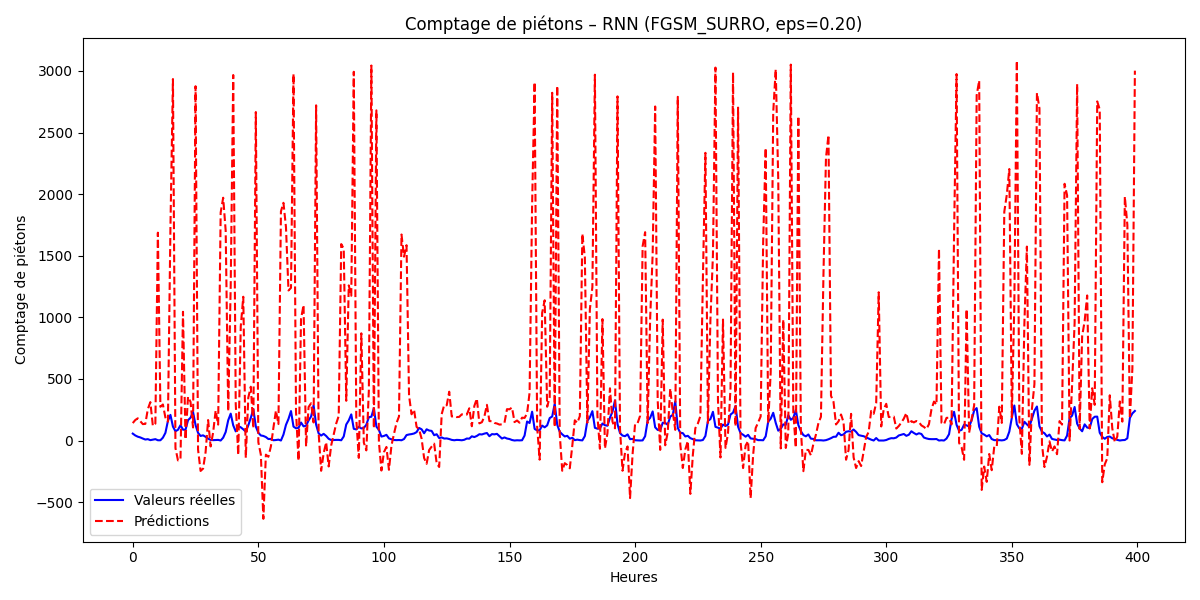 Comptage de piétons – RNN (FGSM_SURRO, eps=0.20)
Comptage de piétons
3000
2500
2000
1500
1000
500
0
−500
Valeurs réelles
Prédictions
0 50 100 150 200 250 300 350 400
Heures